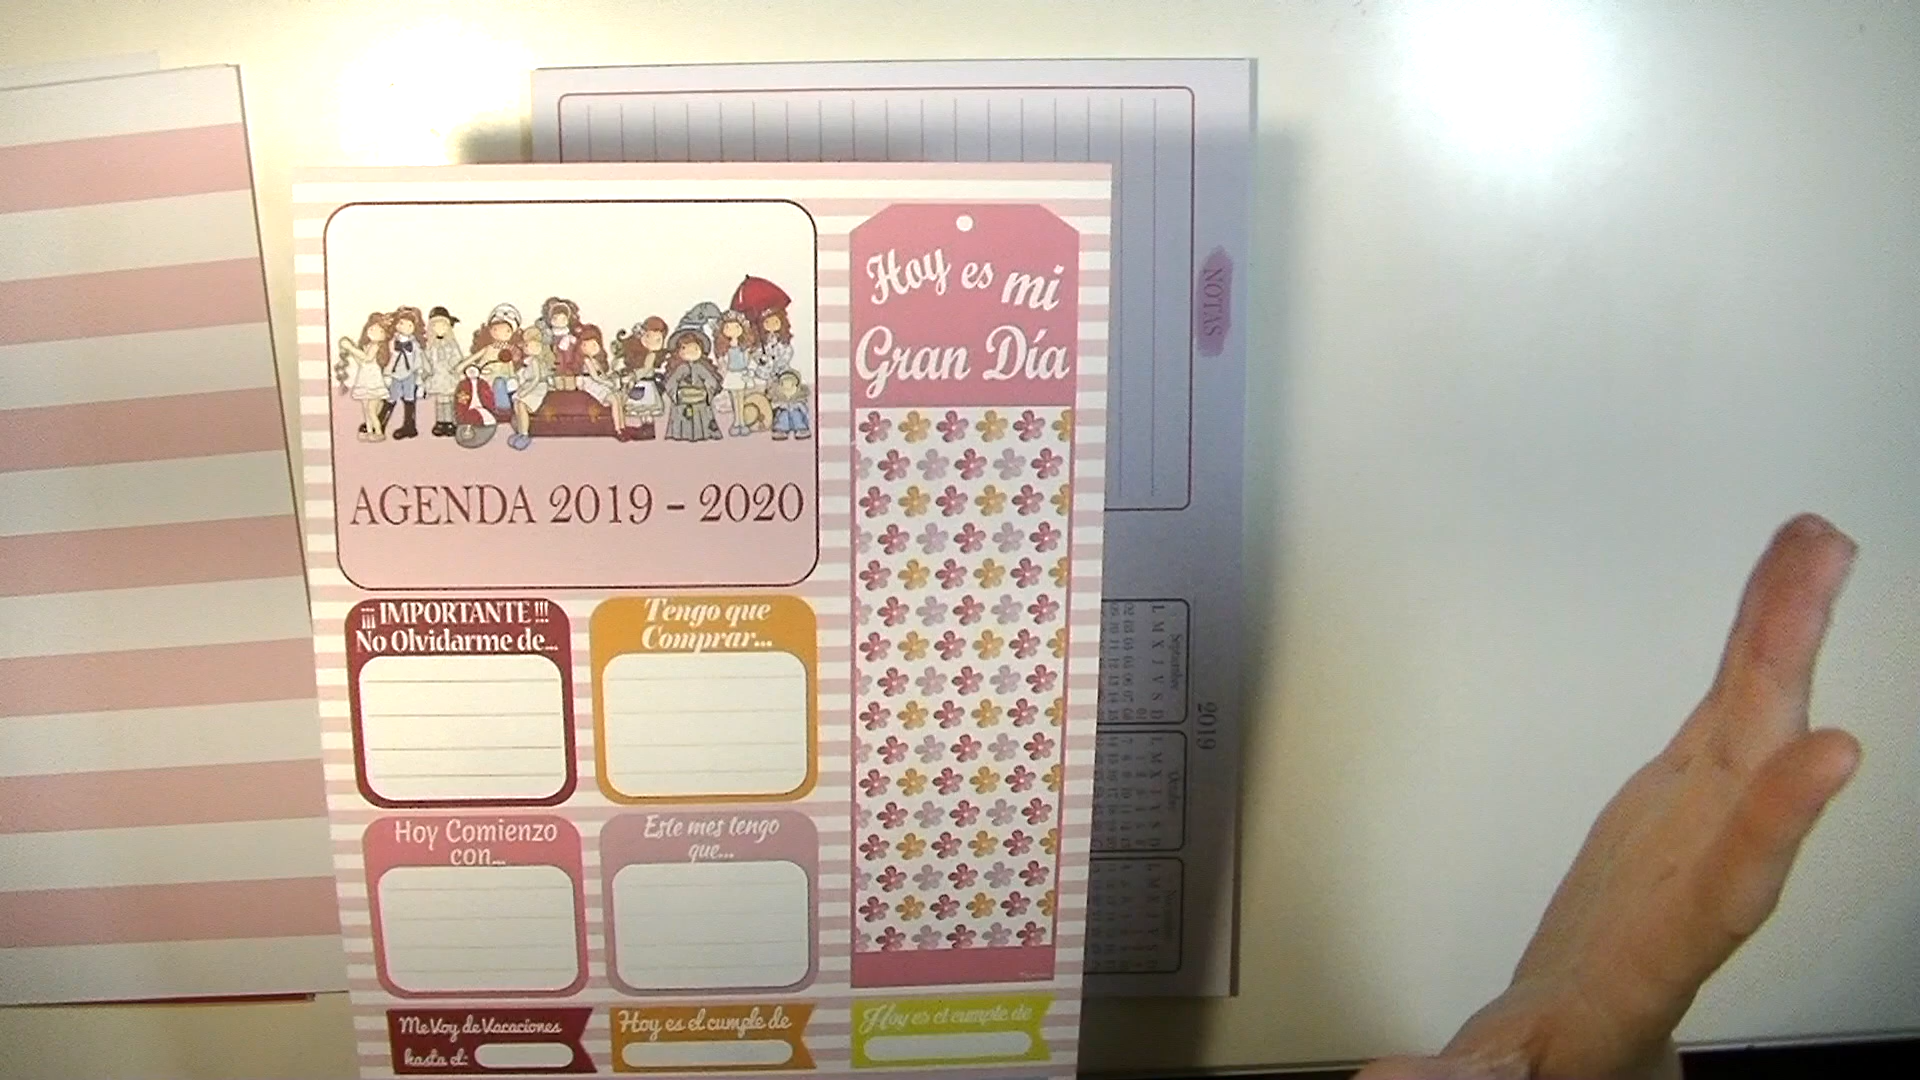 AGENDA 2019 - 2020
Hoy es mi
Gran Día
¡¡¡ IMPORTANTE !!!
No Olvidarme de...
Tengo que
Comprar...
Hoy Comienzo
con...
Este mes tengo
que...
Me Voy de Vacaciones
hasta el:
Hoy es el cumple de
Hoy es el cumple de
NOTAS
2019
Septiembre
L M X J V S D
Octubre
L M X J V S D